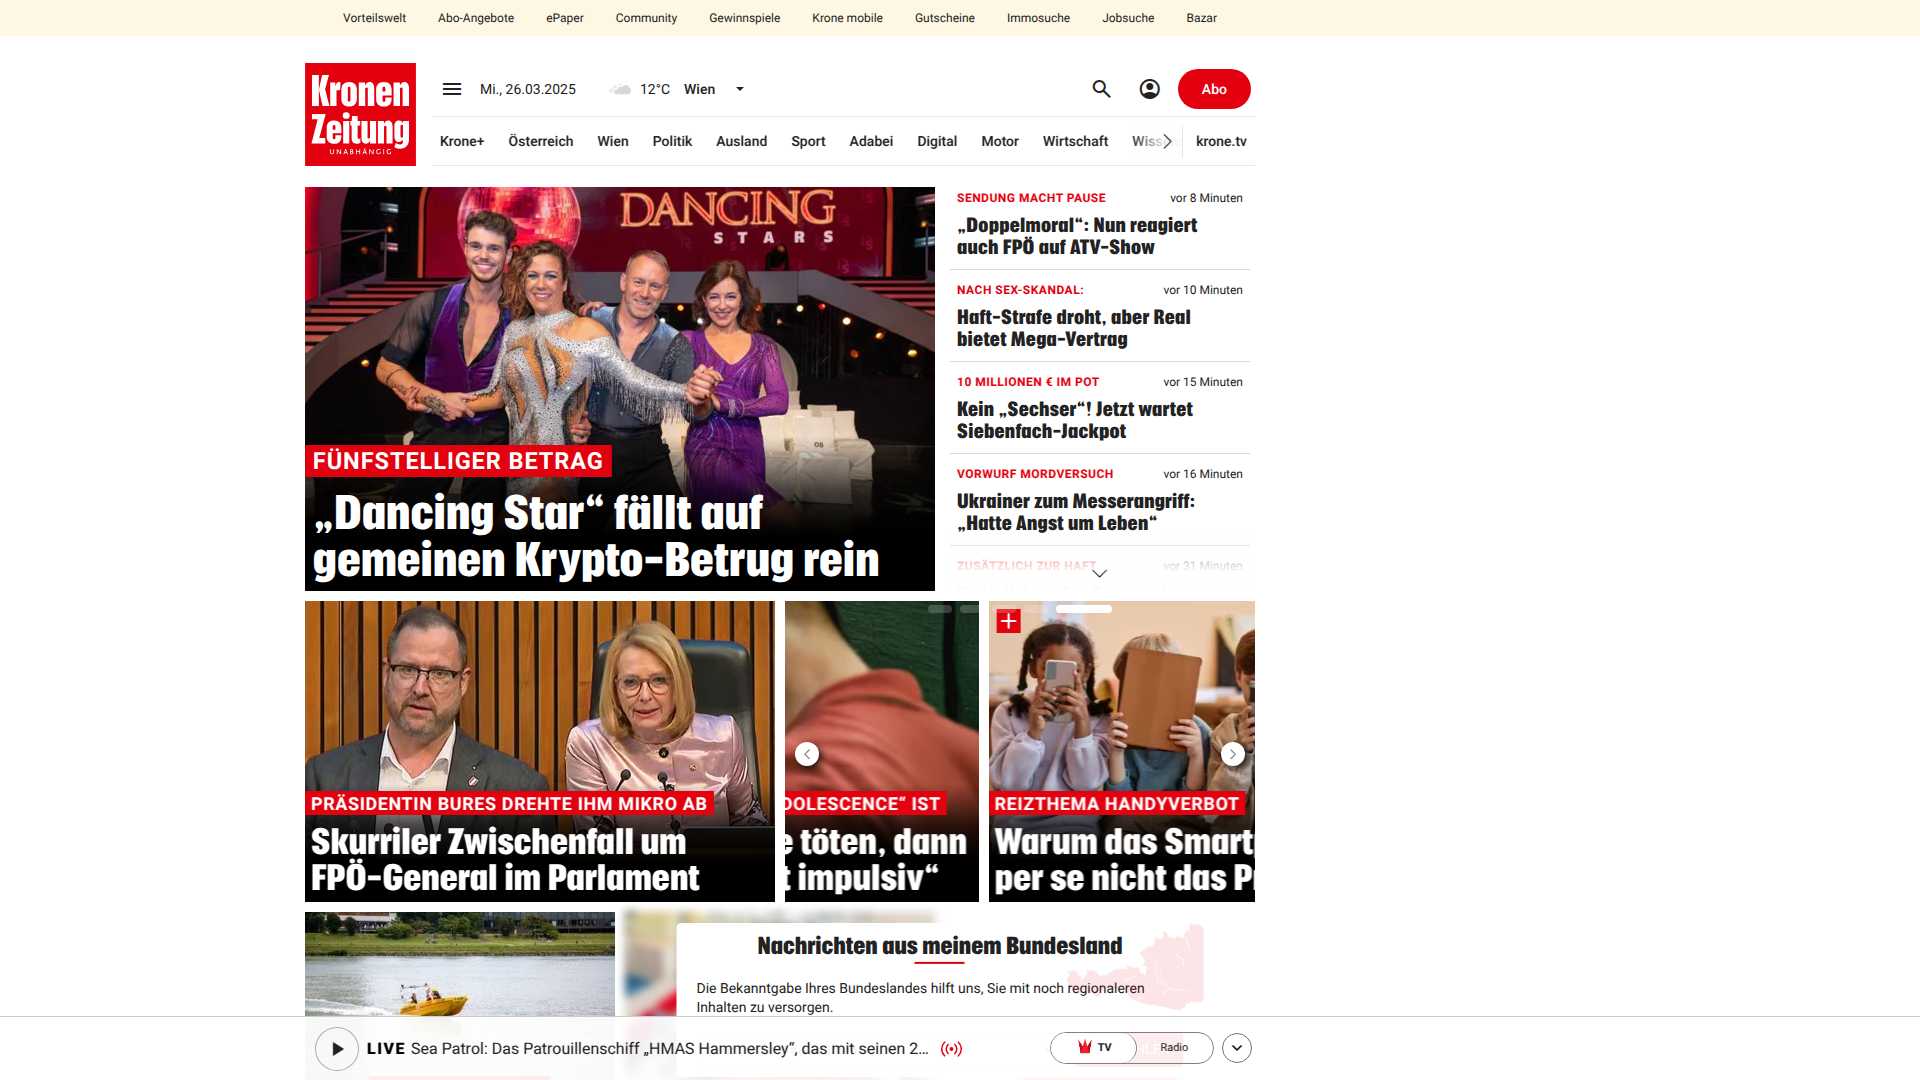 Vorteilswelt
Abo-Angebote
ePaper
Community
Gewinnspiele
Krone mobile
Gutscheine
Immosuche
Jobsuche
Bazar
Kronen
Zeitung
UNABHÄNGIG
Mi., 26.03.2025
12°C Wien
Abo
Krone+
Österreich
Wien
Politik
Ausland
Sport
Adabei
Digital
Motor
Wirtschaft
krone.tv
DANCING
STARS
FÜNFSTELLIGER BETRAG
„Dancing Star“ fällt auf
gemeinen Krypto-Betrug rein
SENDUNG MACHT PAUSE
vor 8 Minuten
„Doppelmoral“: Nun reagiert
auch FPÖ auf ATV-Show
NACH SEX-SKANDAL:
vor 10 Minuten
Haft-Strafe droht, aber Real
bietet Mega-Vertrag
10 MILLIONEN € IM POT
vor 15 Minuten
Kein „Sechser“! Jetzt wartet
Siebenfach-Jackpot
VORWURF MORDVERSUCH
vor 16 Minuten
Ukrainer zum Messerangriff:
„Hatte Angst um Leben“
ZUSÄTZLICH ZUR HAFT
vor 31 Minuten
PRÄSIDENTIN BURES DREHTE IHM MIKRO AB
Skurriler Zwischenfall um
FPÖ-General im Parlament
DOLESCENCE“ IST
e töten, dann
t impulsiv“
REIZTHEMA HANDYVERBOT
Warum das Smart
per se nicht das P
Nachrichten aus meinem Bundesland
Die Bekanntgabe Ihres Bundeslandes hilft uns, Sie mit noch regionaleren
Inhalten zu versorgen.
LIVE Sea Patrol: Das Patrouillenschiff „HMAS Hammersley“, das mit seinen 2...
TV
Radio